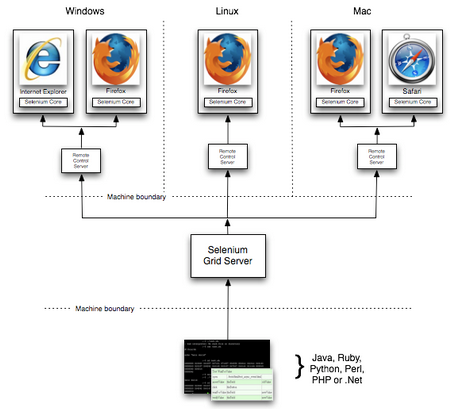 Windows
Linux
Mac
Internet Explorer
Selenium Core
Firefox
Selenium Core
Firefox
Selenium Core
Firefox
Selenium Core
Safari
Selenium Core
Remote
Control
Server
Remote
Control
Server
Remote
Control
Server
Machine boundary
Selenium
Grid Server
Machine boundary
Java, Ruby,
Python, Perl,
PHP or .Net